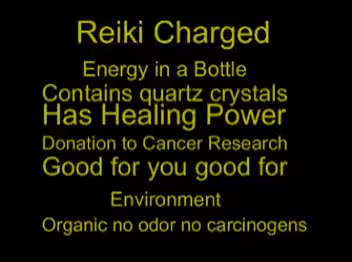 Reiki Charged
Energy in a Bottle
Contains quartz crystals
Has Healing Power
Donation to Cancer Research
Good for you good for
Environment
Organic no odor no carcinogens